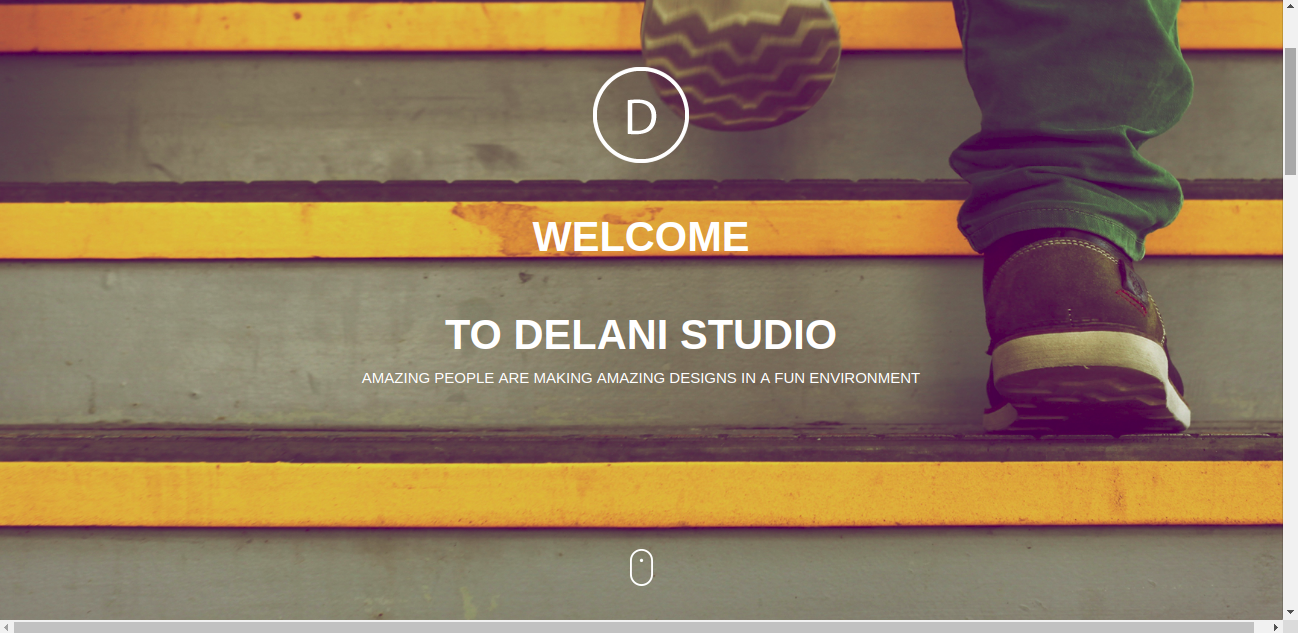 D
WELCOME
TO DELANI STUDIO
AMAZING PEOPLE ARE MAKING AMAZING DESIGNS IN A FUN ENVIRONMENT